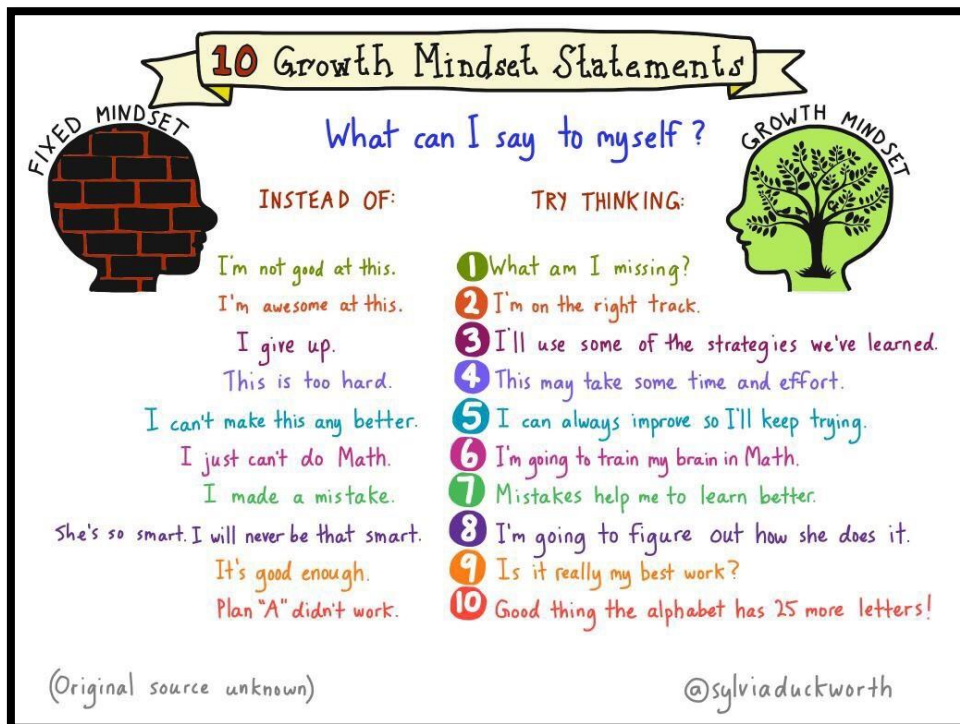 10 Growth Mindset Statements
FIXED MINDSET
What can I say to myself?
GROWTH MINDSET
INSTEAD OF: TRY THINKING:
I'm not good at this. 1 What am I missing?
I'm awesome at this. 2 I'm on the right track.
I give up. 3 I'll use some of the strategies we've learned.
This is too hard. 4 This may take some time and effort.
I can't make this any better. 5 I can always improve so I'll keep trying.
I just can't do Math. 6 I'm going to train my brain in Math.
I made a mistake. 7 Mistakes help me to learn better.
She's so smart. I will never be that smart. 8 I'm going to figure out how she does it.
It's good enough. 9 Is it really my best work?
Plan "A" didn't work. 10 Good thing the alphabet has 25 more letters!
(Original source unknown) @sylviaduckworth